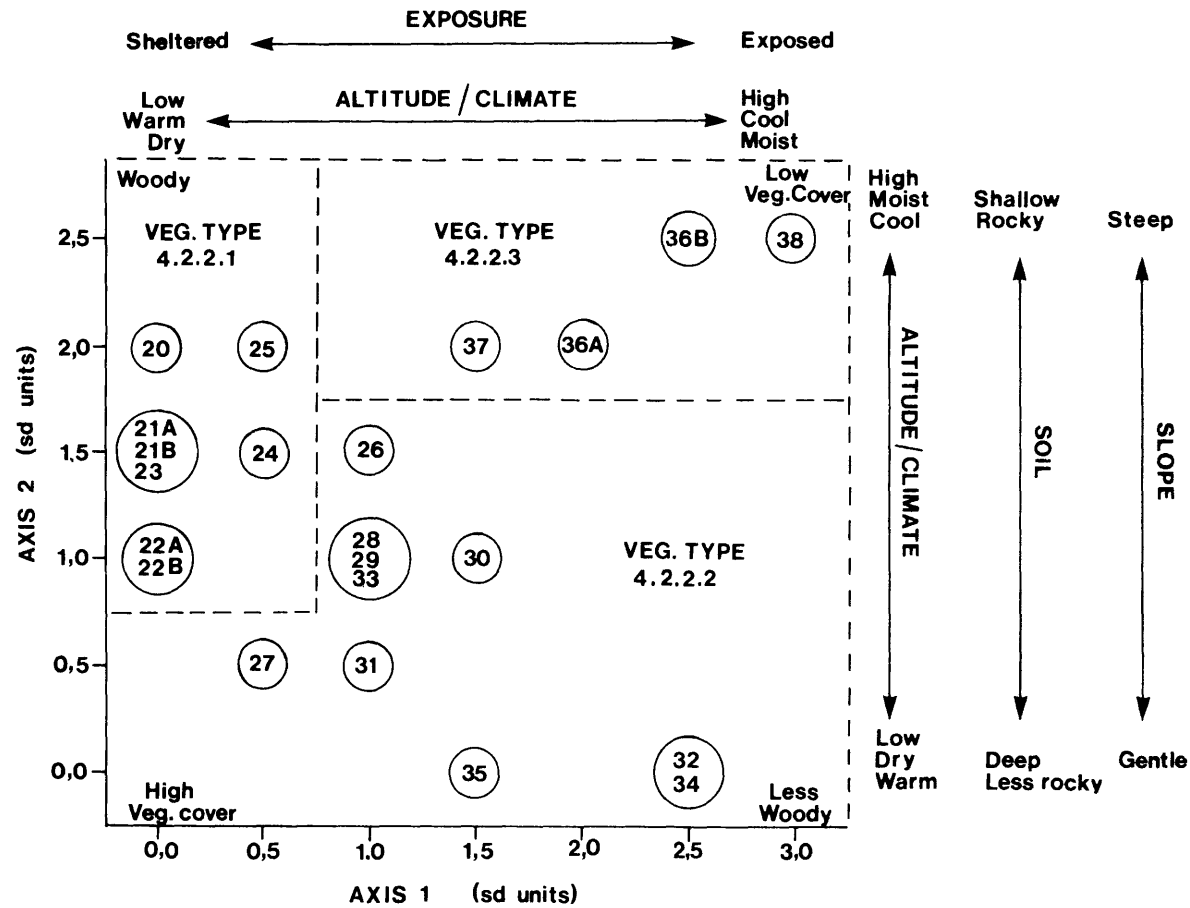 EXPOSURE
Sheltered
Exposed
ALTITUDE / CLIMATE
Low
Warm
Dry
High
Cool
Moist
Woody
Low
Veg.Cover
VEG. TYPE
4.2.2.1
VEG. TYPE
4.2.2.3
36B
38
2,5
20
25
37
36A
2,0
21A
21B
23
24
26
1,5
22A
22B
28
29
33
30
VEG. TYPE
4.2.2.2
1,0
27
31
0,5
35
32
34
0,0
High
Veg.cover
Less
Woody
AXIS 2 (sd units)
0,0
0,5
1.0
1,5
2,0
2,5
3,0
AXIS 1 (sd units)
High
Moist
Cool
Shallow
Rocky
Steep
ALTITUDE/CLIMATE
SOIL
SLOPE
Low
Dry
Warm
Deep
Less rocky
Gentle